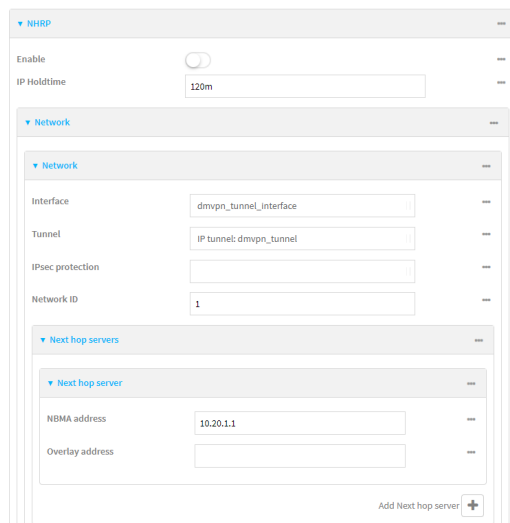 NHRP
Enable
IP Holdtime 120m
Network
Network
Interface dmvpn_tunnel_interface
Tunnel IP tunnel: dmvpn_tunnel
IPsec protection
Network ID 1
Next hop servers
Next hop server
NBMA address 10.20.1.1
Overlay address
Add Next hop server